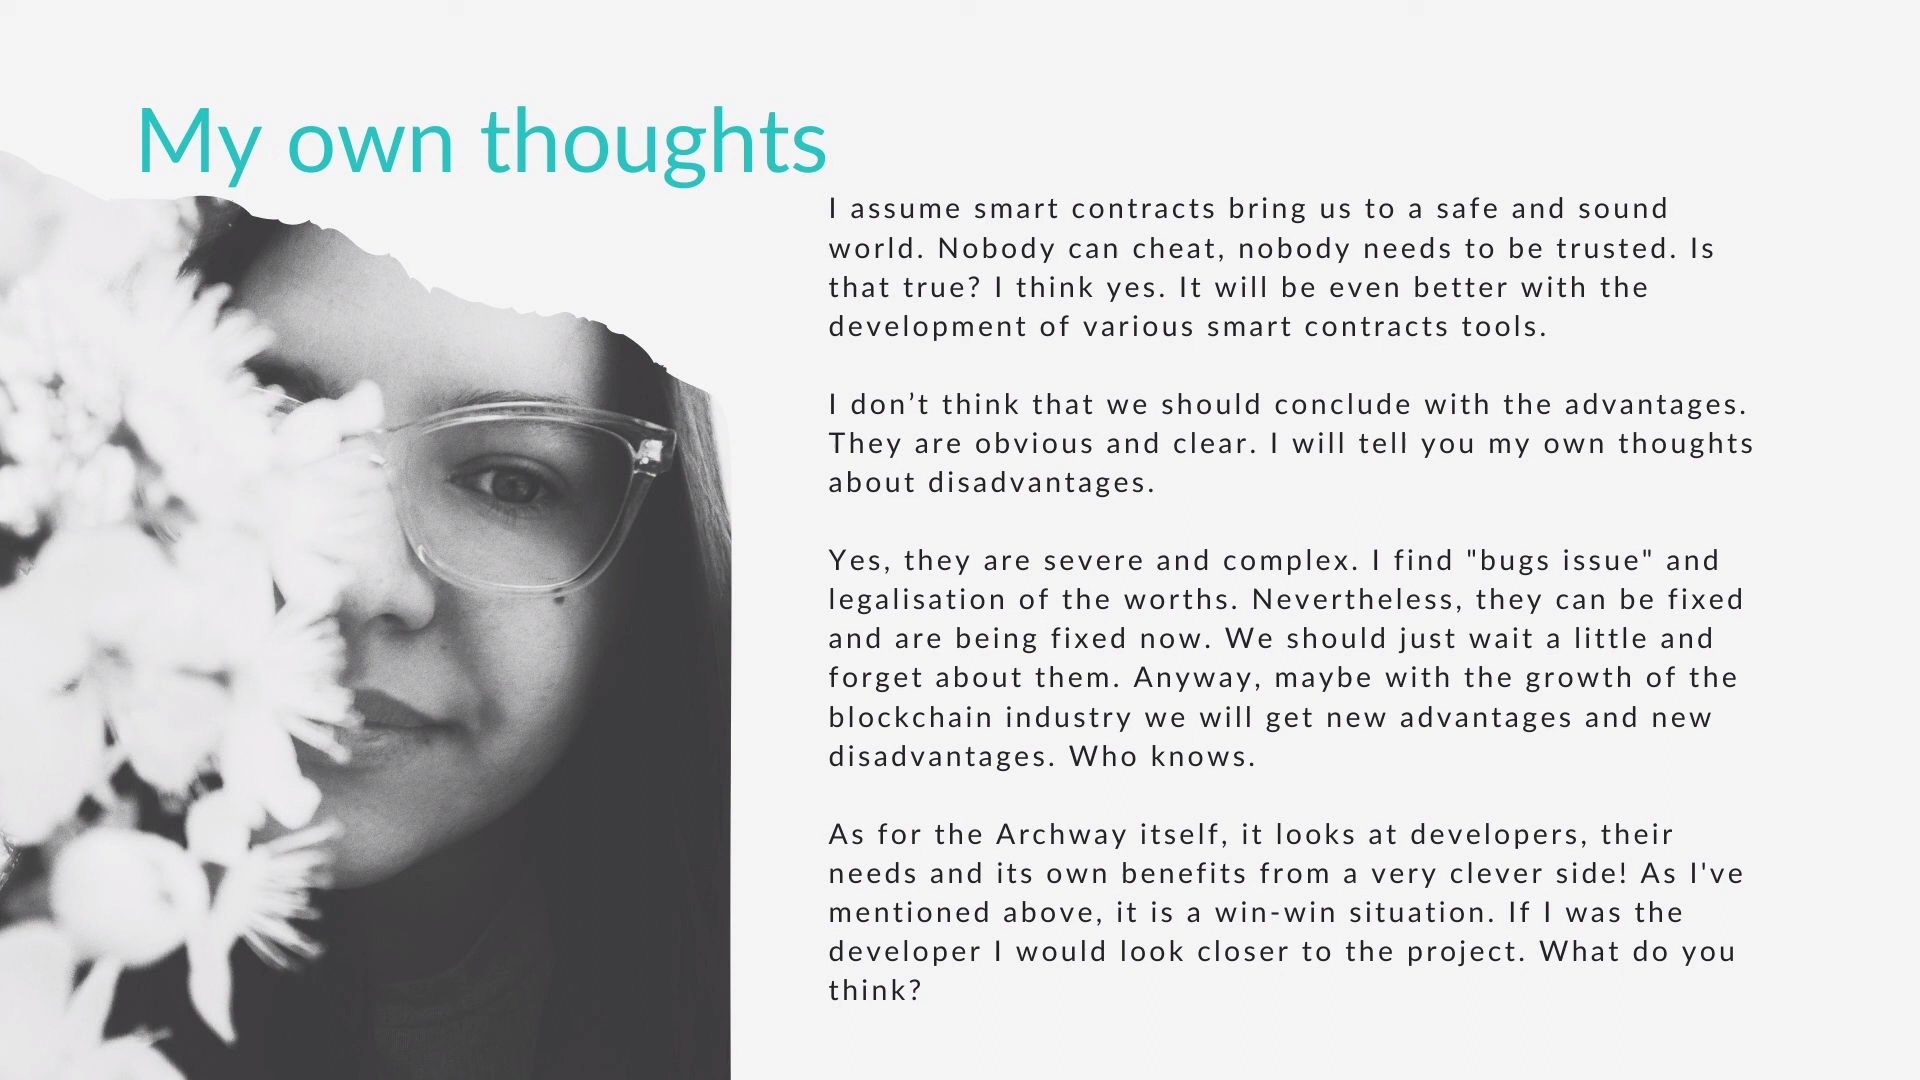 My own thoughts
I assume smart contracts bring us to a safe and sound
world. Nobody can cheat, nobody needs to be trusted. Is
that true? I think yes. It will be even better with the
development of various smart contracts tools.
I don’t think that we should conclude with the advantages.
They are obvious and clear. I will tell you my own thoughts
about disadvantages.
Yes, they are severe and complex. I find "bugs issue" and
legalisation of the worths. Nevertheless, they can be fixed
and are being fixed now. We should just wait a little and
forget about them. Anyway, maybe with the growth of the
blockchain industry we will get new advantages and new
disadvantages. Who knows.
As for the Archway itself, it looks at developers, their
needs and its own benefits from a very clever side! As I've
mentioned above, it is a win-win situation. If I was the
developer I would look closer to the project. What do you
think?